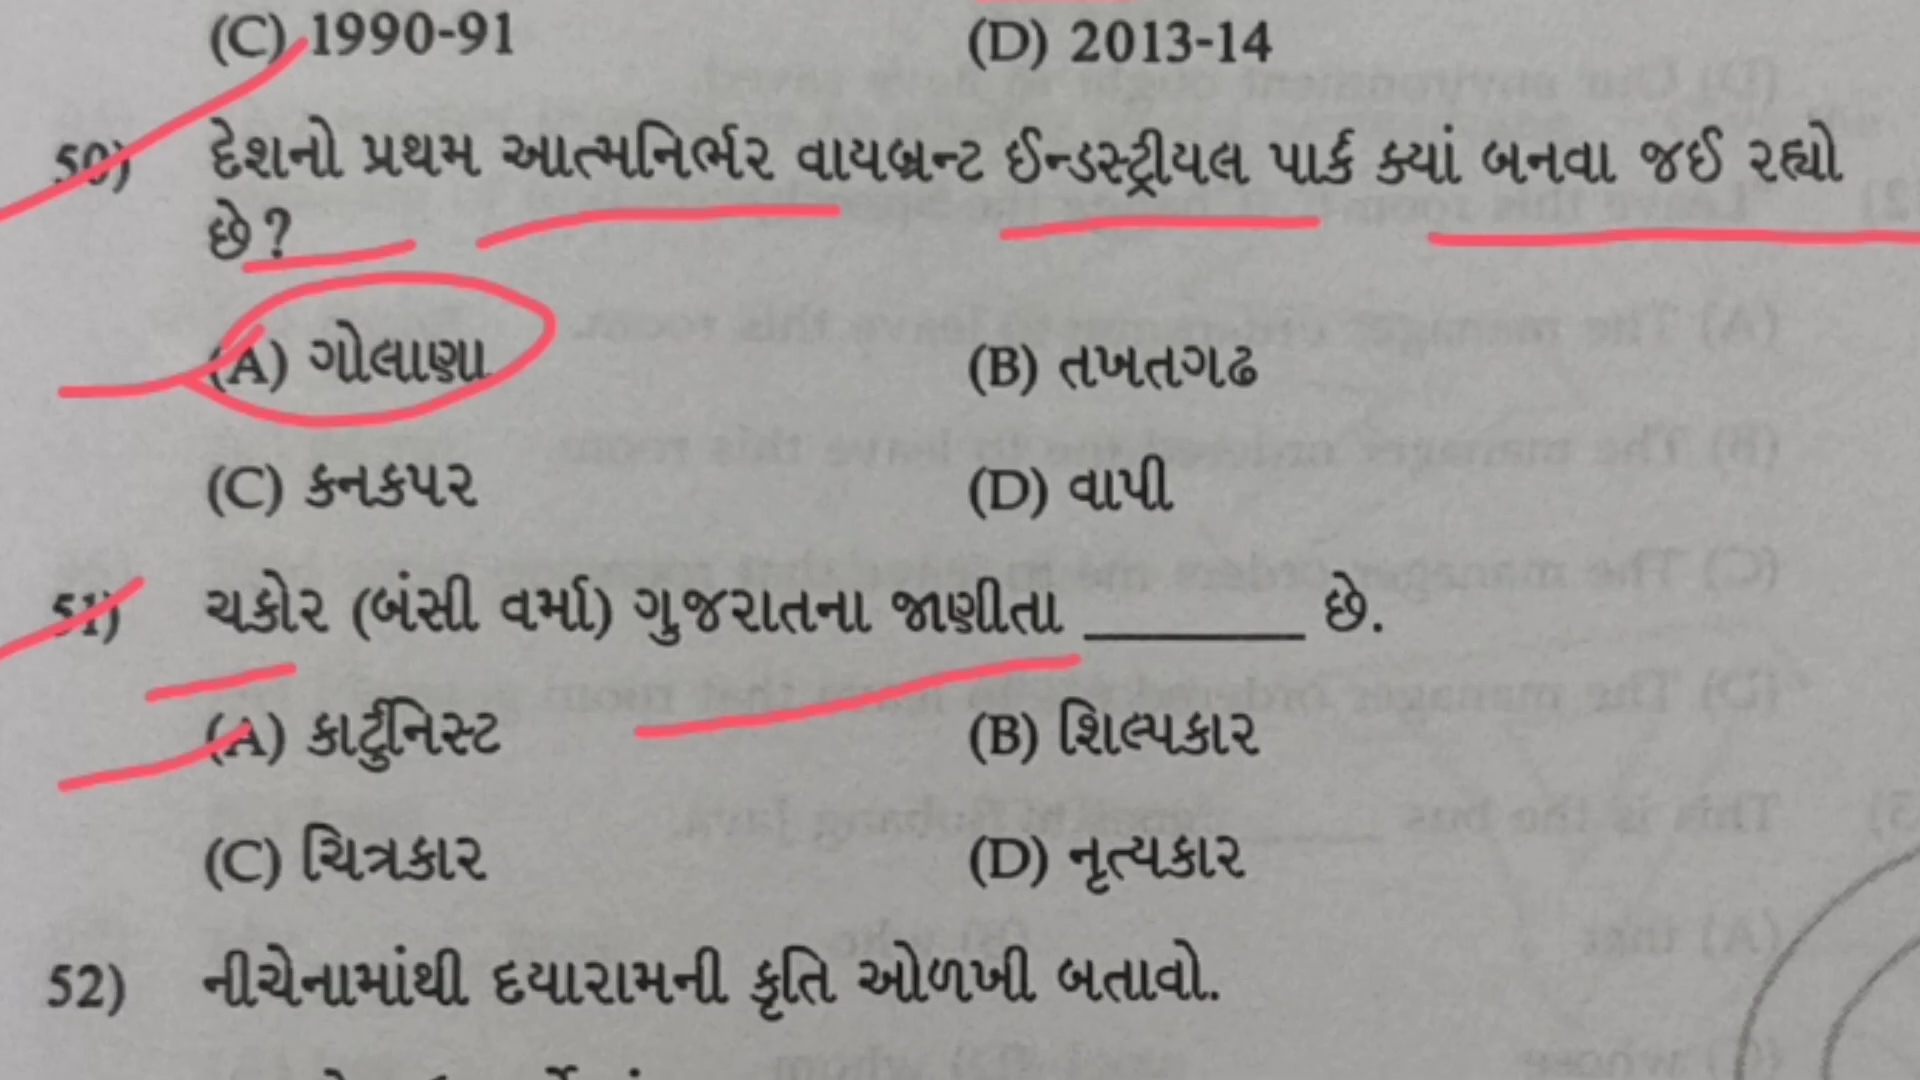 (C) 1990-91 (D) 2013-14
50) દેશનો પ્રથમ આત્મનિર્ભર વાયબ્રન્ટ ઈન્ડસ્ટ્રીયલ પાર્ક ક્યાં બનવા જઈ રહ્યો
છે?
(A) ગોલાણા (B) તખતગઢ
(C) કનકપર (D) વાપી
51) ચકોર (બંસી વર્મા) ગુજરાતના જાણીતા ________ છે.
(A) કાર્ટુનિસ્ટ (B) શિલ્પકાર
(C) ચિત્રકાર (D) નૃત્યકાર
52) નીચેનામાંથી દયારામની કૃતિ ઓળખી બતાવો.